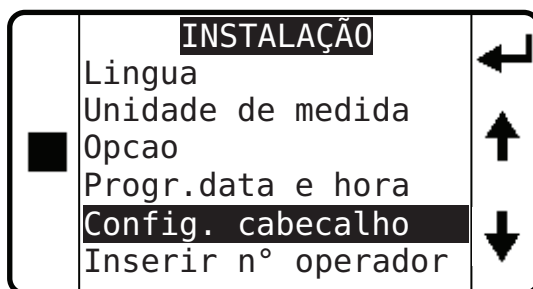 INSTALAÇÃO
Lingua
Unidade de medida
Opcao
Progr.data e hora
Config. cabecalho
Inserir n° operador